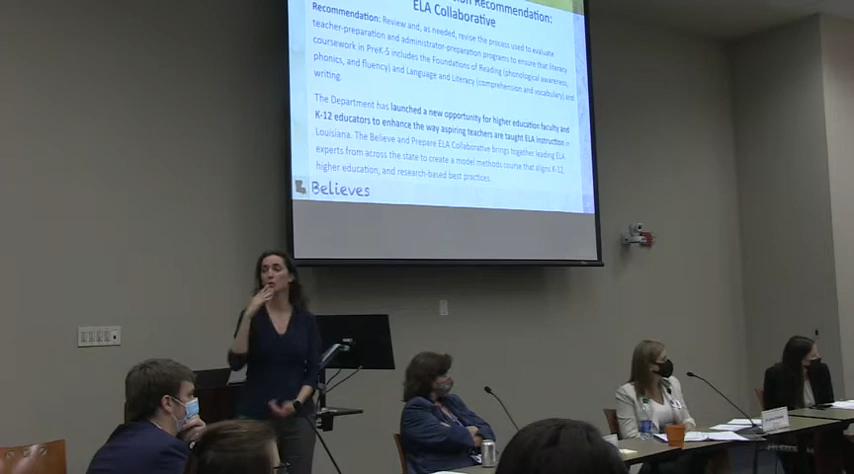 ion Recommendation:
ELA Collaborative
Recommendation: Review and, as needed, revise the process used to evaluate
teacher-preparation and administrator-preparation programs to ensure that literacy
coursework in PreK-5 includes the Foundations of Reading (phonological awareness,
phonics, and fluency) and Language and Literacy (comprehension and vocabulary) and
writing.
The Department has launched a new opportunity for higher education faculty and
K-12 educators to enhance the way aspiring teachers are taught ELA instruction in
Louisiana. The Believe and Prepare ELA Collaborative brings together leading ELA
experts from across the state to create a model methods course that aligns K-12,
higher education, and research-based best practices.
Believes